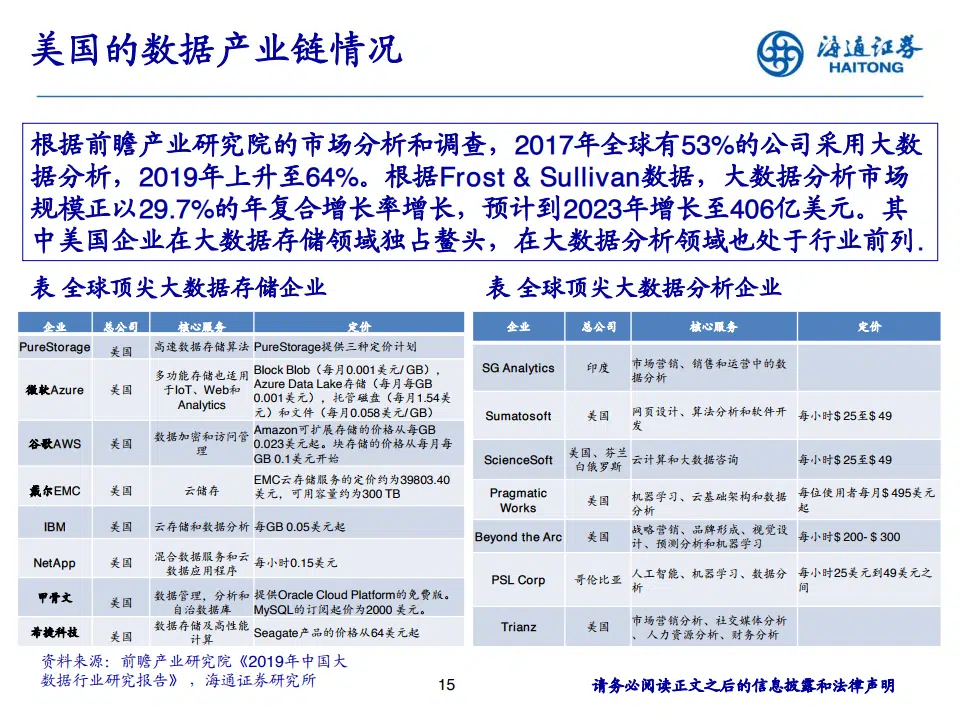 美国的数据产业链情况
海通证券
HAITONG
根据前瞻产业研究院的市场分析和调查，2017年全球有53%的公司采用大数
据分析，2019年上升至64%。根据Frost & Sullivan数据，大数据分析市场
规模正以29.7%的年复合增长率增长，预计到2023年增长至406亿美元。其
中美国企业在大数据存储领域独占鳌头，在大数据分析领域也处于行业前列.
表 全球顶尖大数据存储企业
企业 总公司 核心服务 定价
PureStorage 美国 高速数据存储算法 PureStorage提供三种定价计划
微软Azure 美国 多功能存储也适用
于IoT、Web和
Analytics
Block Blob（每月0.001美元/ GB），
Azure Data Lake存储（每月每GB
0.001美元），托管磁盘（每月1.54美
元）和文件（每月0.058美元/GB）
谷歌AWS 美国 数据加密和访问管
理
Amazon可扩展存储的价格从每GB
0.023美元起。块存储的价格从每月每
GB 0.1美元开始
戴尔EMC 美国 云储存
EMC云存储服务的定价约为39803.40
美元，可用容量约为300 TB
IBM 美国 云存储和数据分析 每GB 0.05美元起
NetApp 美国 混合数据服务和云
数据应用程序
每小时0.15美元
甲骨文 美国 数据管理，分析和
自治数据库
提供Oracle Cloud Platform的免费版。
MySQL的订阅起价为2000 美元。
希捷科技 美国 数据存储及高性能
计算
Seagate产品的价格从64美元起
表 全球顶尖大数据分析企业
企业 总公司 核心服务 定价
SG Analytics 印度 市场营销、销售和运营中的数
据分析
Sumatosoft 美国 网页设计、算法分析和软件开
发
每小时$ 25至$ 49
ScienceSoft 美国、芬兰
白俄罗斯
云计算和大数据咨询 每小时$ 25至$ 49
Pragmatic
Works
美国 机器学习、云基础架构和数据
分析
每位使用者每月$ 495美元
起
Beyond the Arc 美国 战略营销、品牌形成、视觉设
计、预测分析和机器学习
每小时$ 200- $ 300
PSL Corp 哥伦比亚 人工智能、机器学习、数据分
析
每小时25美元到49美元之
间
Trianz 美国 市场营销分析、社交媒体分析
、人力资源分析、财务分析
资料来源：前瞻产业研究院《2019年中国大
数据行业研究报告》，海通证券研究所
15
请务必阅读正文之后的信息披露和法律声明